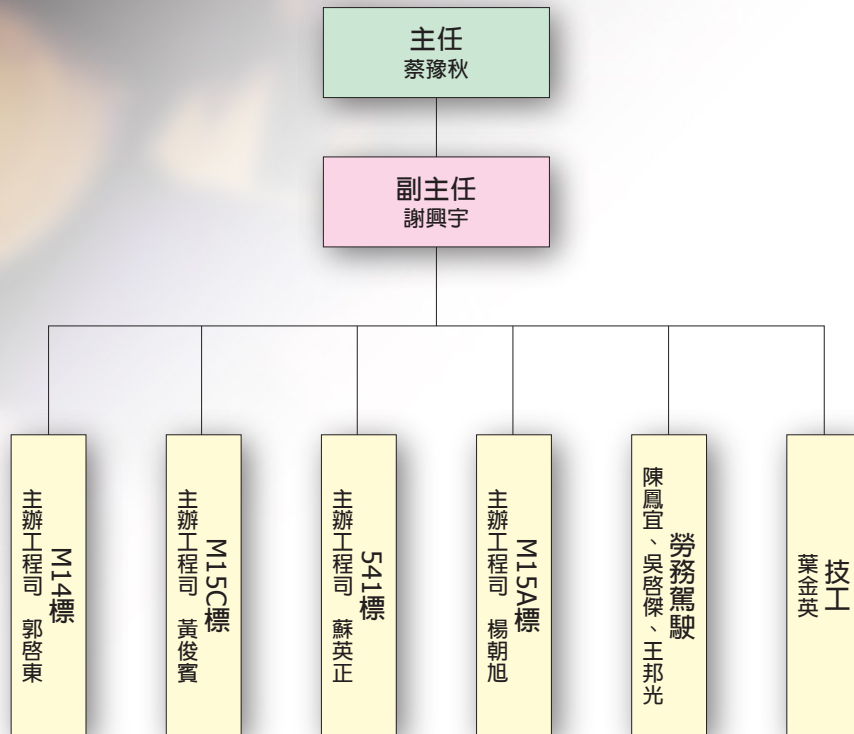 主任
蔡豫秋
副主任
謝興宇
M14標
主辦工程司 郭啓東
M15C標
主辦工程司 黃俊賓
541標
主辦工程司 蘇英正
M15A標
主辦工程司 楊朝旭
勞務駕駛
陳鳳宜、吳啓傑、王邦光
技工
葉金英